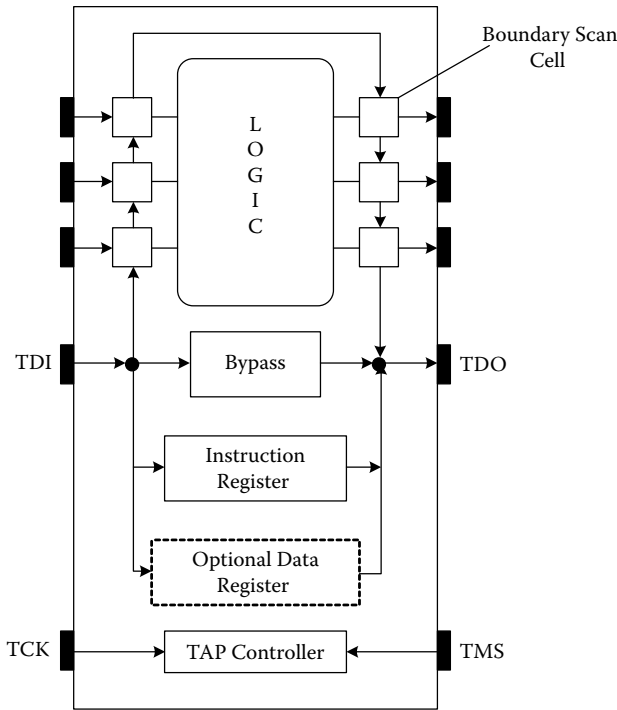 Boundary Scan
Cell
L
O
G
I
C
TDI
Bypass
TDO
Instruction
Register
Optional Data
Register
TCK
TAP Controller
TMS